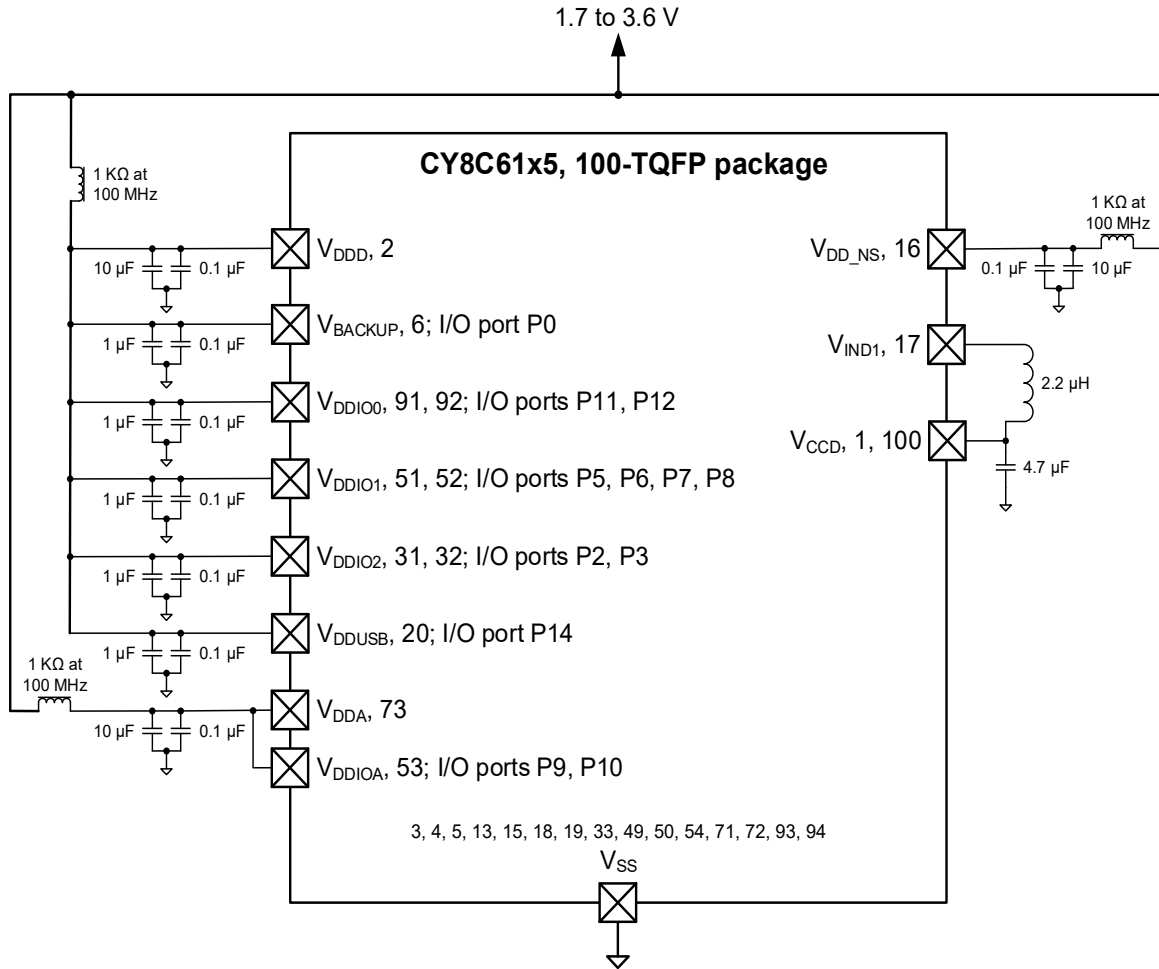 1.7 to 3.6 V
CY8C61x5, 100-TQFP package
1 KΩ at
100 MHz
1 KΩ at
100 MHz
VDDD, 2
10 µF
0.1 µF
VDD_NS, 16
0.1 µF
10 µF
VBACKUP, 6; I/O port P0
1 µF
0.1 µF
VIND1, 17
2.2 µH
VDDIO0, 91, 92; I/O ports P11, P12
1 µF
0.1 µF
VCCD, 1, 100
4.7 µF
VDDIO1, 51, 52; I/O ports P5, P6, P7, P8
1 µF
0.1 µF
VDDIO2, 31, 32; I/O ports P2, P3
1 µF
0.1 µF
VDDUSB, 20; I/O port P14
1 µF
0.1 µF
1 KΩ at
100 MHz
VDDA, 73
10 µF
0.1 µF
VDDIOA, 53; I/O ports P9, P10
3, 4, 5, 13, 15, 18, 19, 33, 49, 50, 54, 71, 72, 93, 94
VSS